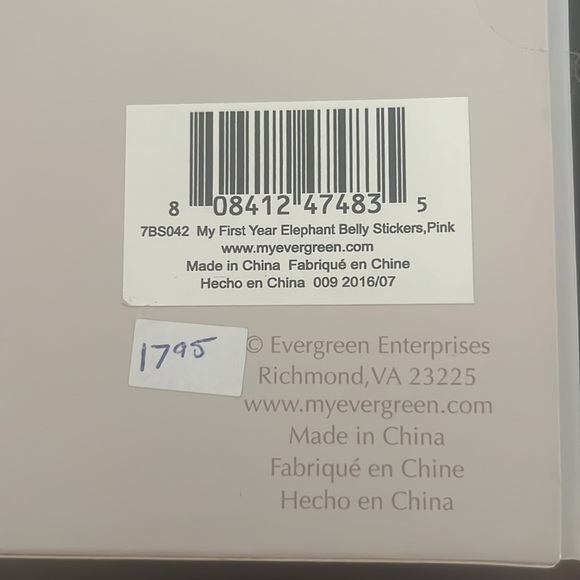 8 08412 47483 5
7BS042 My First Year Elephant Belly Stickers,Pink
www.myevergreen.com
Made in China Fabriqué en Chine
Hecho en China 009 2016/07
1795
© Evergreen Enterprises
Richmond,VA 23225
www.myevergreen.com
Made in China
Fabriqué en Chine
Hecho en China